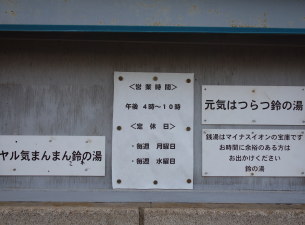 ヤル気まんまん鈴の湯
<営業時間>
午後 4時～10時
<定休日>
・毎週 月曜日
・毎週 水曜日
元気はつらつ鈴の湯
銭湯はマイナスイオンの宝庫です
お時間に余裕のある方は
お出かけください
鈴の湯